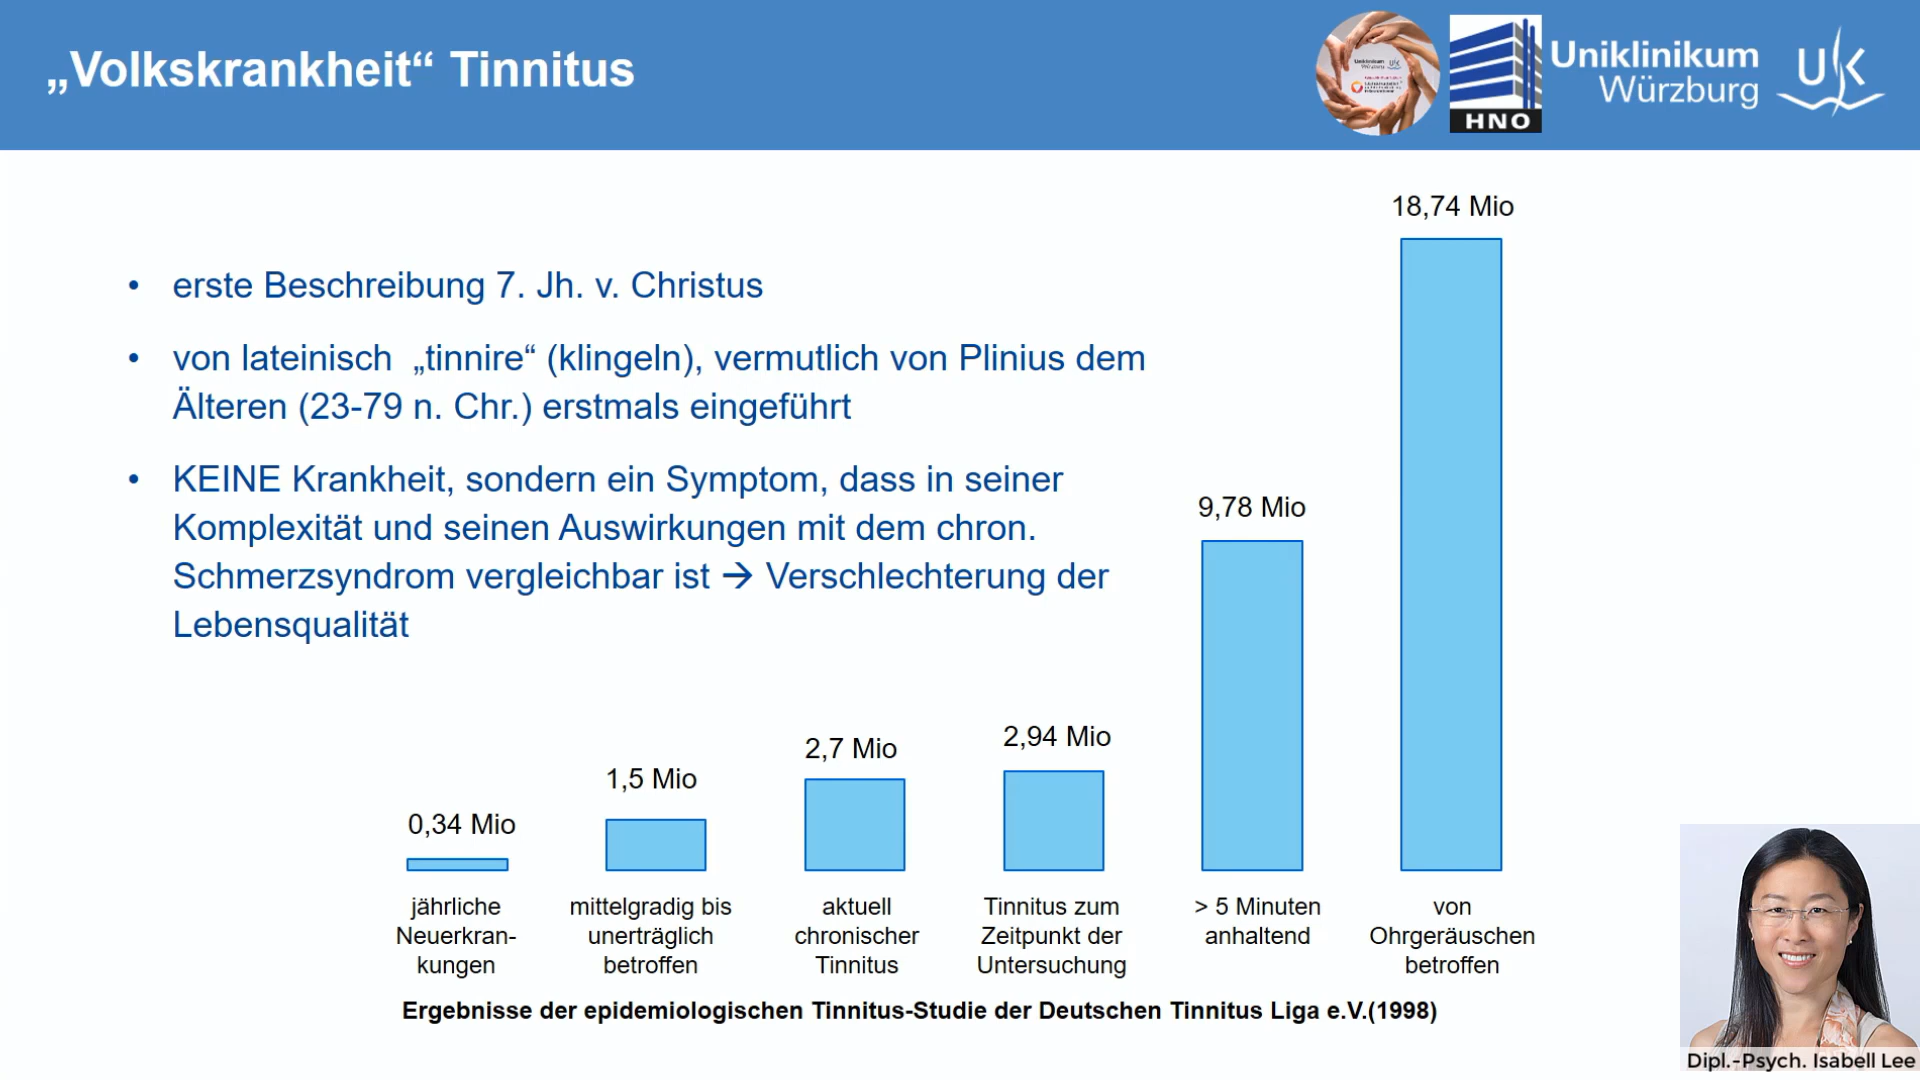 „Volkskrankheit“ Tinnitus
Uniklinikum
Würzburg
HNO
Uniklinikum
Würzburg
erste Beschreibung 7. Jh. v. Christus
von lateinisch „tinnire“ (klingeln), vermutlich von Plinius dem
Älteren (23-79 n. Chr.) erstmals eingeführt
KEINE Krankheit, sondern ein Symptom, dass in seiner
Komplexität und seinen Auswirkungen mit dem chron.
Schmerzsyndrom vergleichbar ist → Verschlechterung der
Lebensqualität
0,34 Mio
1,5 Mio
2,7 Mio
2,94 Mio
9,78 Mio
18,74 Mio
jährliche
Neuerkran-
kungen
mittelgradig bis
unerträglich
betroffen
aktuell
chronischer
Tinnitus
Tinnitus zum
Zeitpunkt der
Untersuchung
> 5 Minuten
anhaltend
von
Ohrgeräuschen
betroffen
Ergebnisse der epidemiologischen Tinnitus-Studie der Deutschen Tinnitus Liga e.V.(1998)
Dipl.-Psych. Isabell Lee